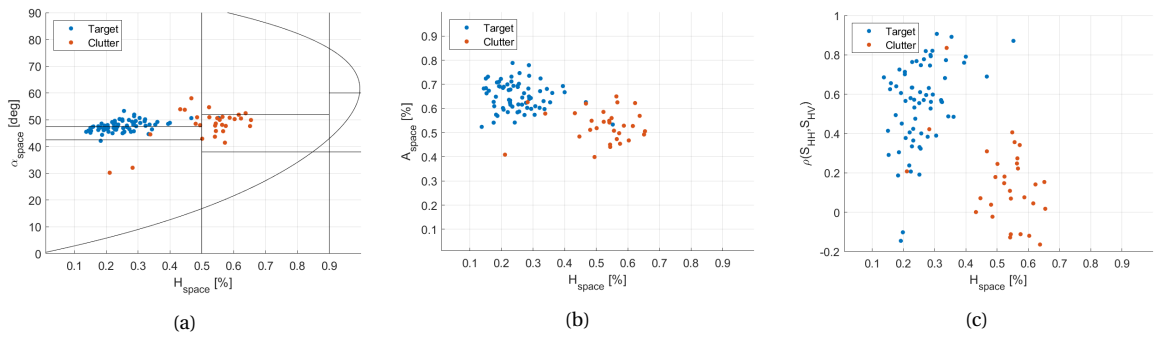 90
80
70
60
50
40
30
20
10
0
α_space [deg]
Target
Clutter
0.1 0.2 0.3 0.4 0.5 0.6 0.7 0.8 0.9
H_space [%]
(a)
0.9
0.8
0.7
0.6
0.5
0.4
0.3
0.2
0.1
A_space [%]
Target
Clutter
0.1 0.2 0.3 0.4 0.5 0.6 0.7 0.8 0.9
H_space [%]
(b)
1
0.8
0.6
0.4
0.2
0
-0.2
ρ(S_HH,S_HV)
Target
Clutter
0.1 0.2 0.3 0.4 0.5 0.6 0.7 0.8 0.9
H_space [%]
(c)